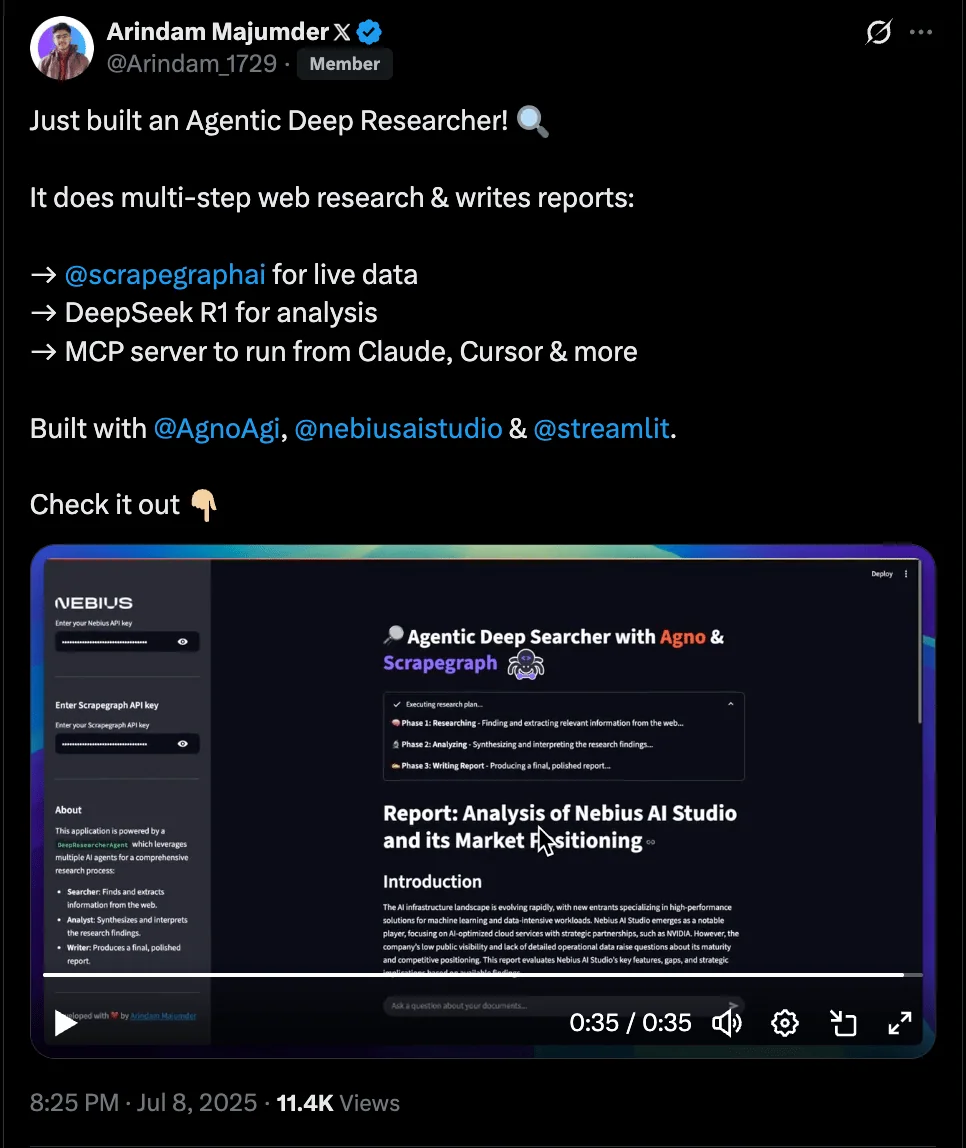 Arindam Majumder X
@Arindam_1729 · Member
Just built an Agentic Deep Researcher! 🔍
It does multi-step web research & writes reports:
→ @scrapegraphai for live data
→ DeepSeek R1 for analysis
→ MCP server to run from Claude, Cursor & more
Built with @AgnoAgi, @nebiusaistudio & @streamlit.
Check it out 👇🏼
NEBIUS
Enter your Nebius API key
Enter Scrapegraph API key
Enter your Scrapegraph API key
About
This application is powered by a
DeepResearcherAgent which leverages
multiple AI agents for a comprehensive
research process:
• Searcher: Finds and extracts
information from the web.
• Analyst: Synthesizes and interprets
the research findings.
• Writer: Produces a final, polished
report.
eloped with ❤️ by Arindam Majumder
Deploy
🔎 Agentic Deep Searcher with Agno &
Scrapegraph
✓ Executing research plan...
Phase 1: Researching - Finding and extracting relevant information from the web...
Phase 2: Analyzing - Synthesizing and interpreting the research findings...
Phase 3: Writing Report - Producing a final, polished report...
Report: Analysis of Nebius AI Studio
and its Market Positioning
Introduction
The AI infrastructure landscape is evolving rapidly, with new entrants specializing in high-performance
solutions for machine learning and data-intensive workloads. Nebius AI Studio emerges as a notable
player, focusing on AI-optimized cloud services with strategic partnerships, such as NVIDIA. However, the
company's low public visibility and lack of detailed operational data raise questions about its maturity
and competitive positioning. This report evaluates Nebius AI Studio's key features, gaps, and strategic
implications based on available findings.
Ask a question about your documents...
0:35 / 0:35
8:25 PM · Jul 8, 2025 · 11.4K Views